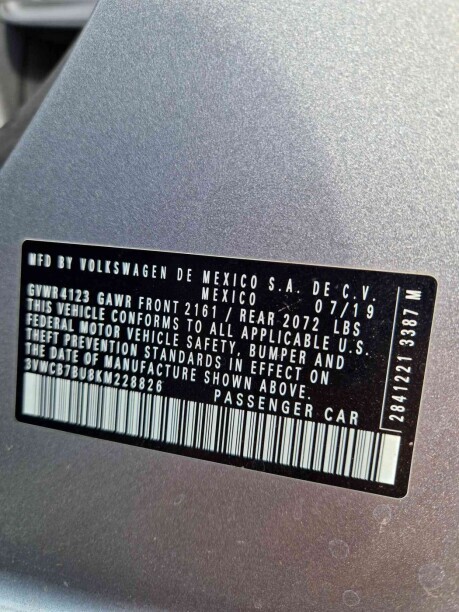 MFD BY VOLKSWAGEN DE MEXICO S.A. DE C.V.
MEXICO 07/19
GVWR4123 GAWR FRONT 2161 / REAR 2072 LBS
THIS VEHICLE CONFORMS TO ALL APPLICABLE U.S.
FEDERAL MOTOR VEHICLE SAFETY, BUMPER AND
THEFT PREVENTION STANDARDS IN EFFECT ON
THE DATE OF MANUFACTURE SHOWN ABOVE.
3VWCB7BU8KM228826 PASSENGER CAR
2841221 3387 M